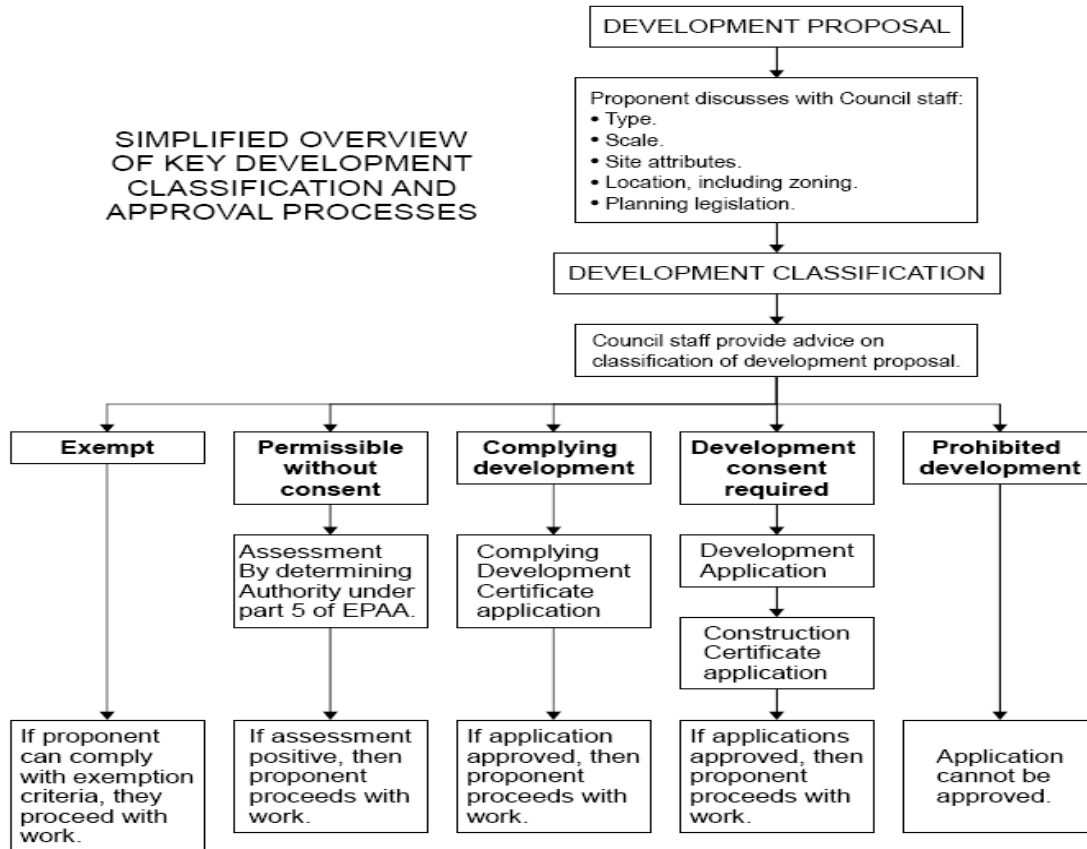 DEVELOPMENT PROPOSAL
Proponent discusses with Council staff:
• Type.
• Scale.
• Site attributes.
• Location, including zoning.
• Planning legislation.
SIMPLIFIED OVERVIEW
OF KEY DEVELOPMENT
CLASSIFICATION AND
APPROVAL PROCESSES
DEVELOPMENT CLASSIFICATION
Council staff provide advice on
classification of development proposal.
Exempt
Permissible
without
consent
Complying
development
Development
consent
required
Prohibited
development
Assessment
By determining
Authority under
part 5 of EPAA.
Complying
Development
Certificate
application
Development
Application
Construction
Certificate
application
If proponent
can comply
with exemption
criteria, they
proceed with
work.
If assessment
positive, then
proponent
proceeds with
work.
If application
approved, then
proponent
proceeds with
work.
If applications
approved, then
proponent
proceeds with
work.
Application
cannot be
approved.